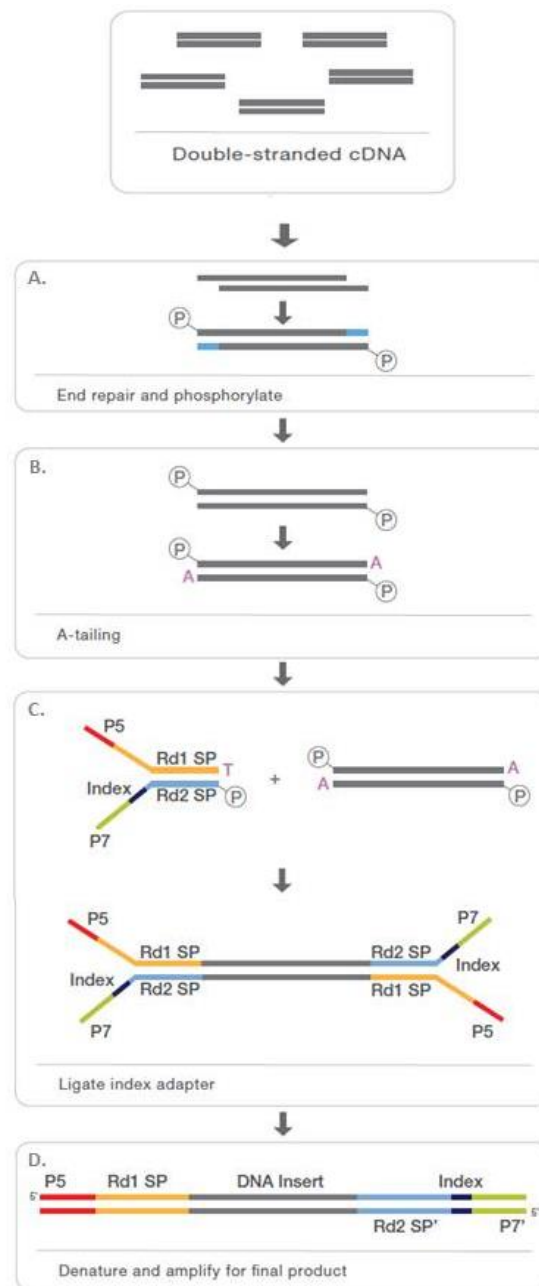 Double-stranded cDNA
A.
P
P
End repair and phosphorylate
B.
P
P
P
A
A
P
A-tailing
C.
P5
Rd1 SP
T
Index
Rd2 SP
P
P7
+
P
A
A
P
P5
P7
Rd1 SP
Rd2 SP
Index
Index
Rd2 SP
Rd1 SP
P7
P5
Ligate index adapter
D.
P5 Rd1 SP DNA Insert Index
5'
5'
Rd2 SP' P7'
Denature and amplify for final product